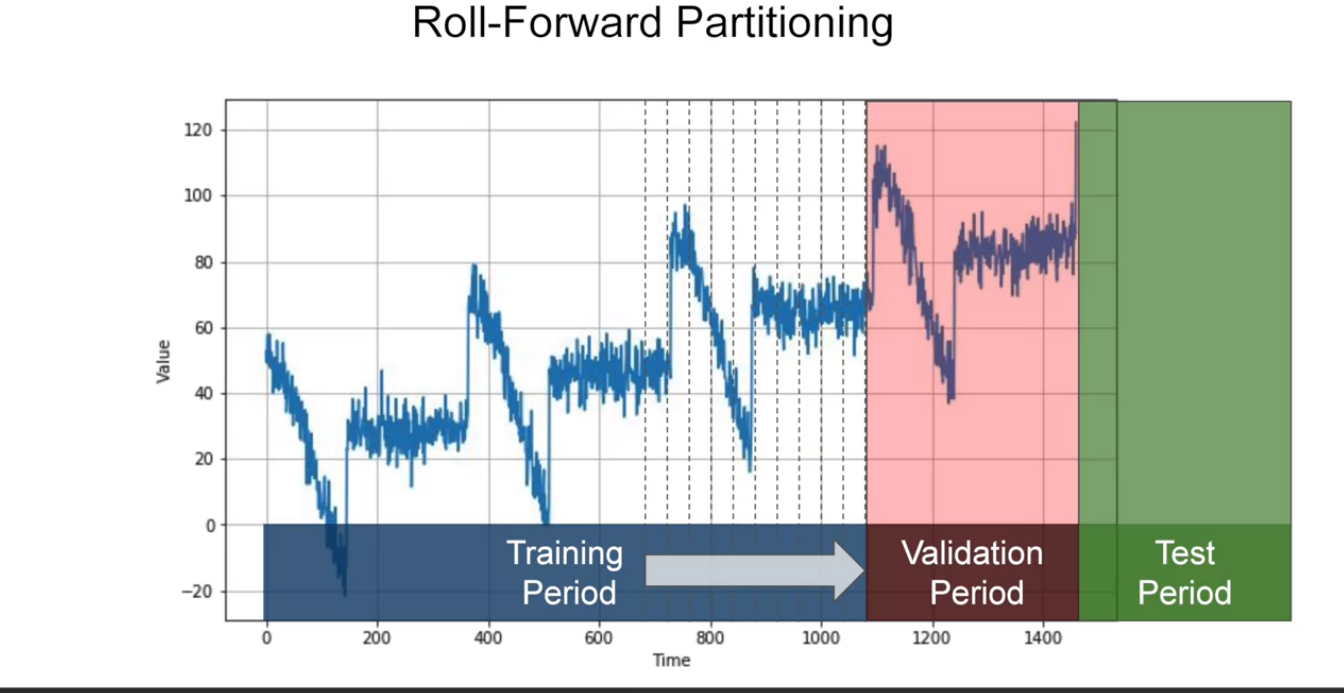 Roll-Forward Partitioning
120
100
80
60
40
20
0
−20
Value
Training
Period
Validation
Period
Test
Period
0 200 400 600 800 1000 1200 1400
Time